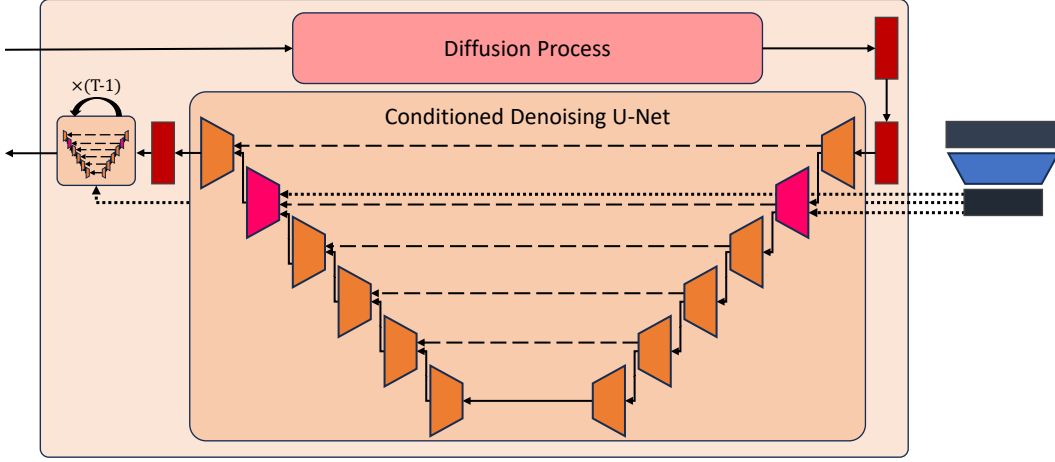 Diffusion Process
×(T-1)
Conditioned Denoising U-Net